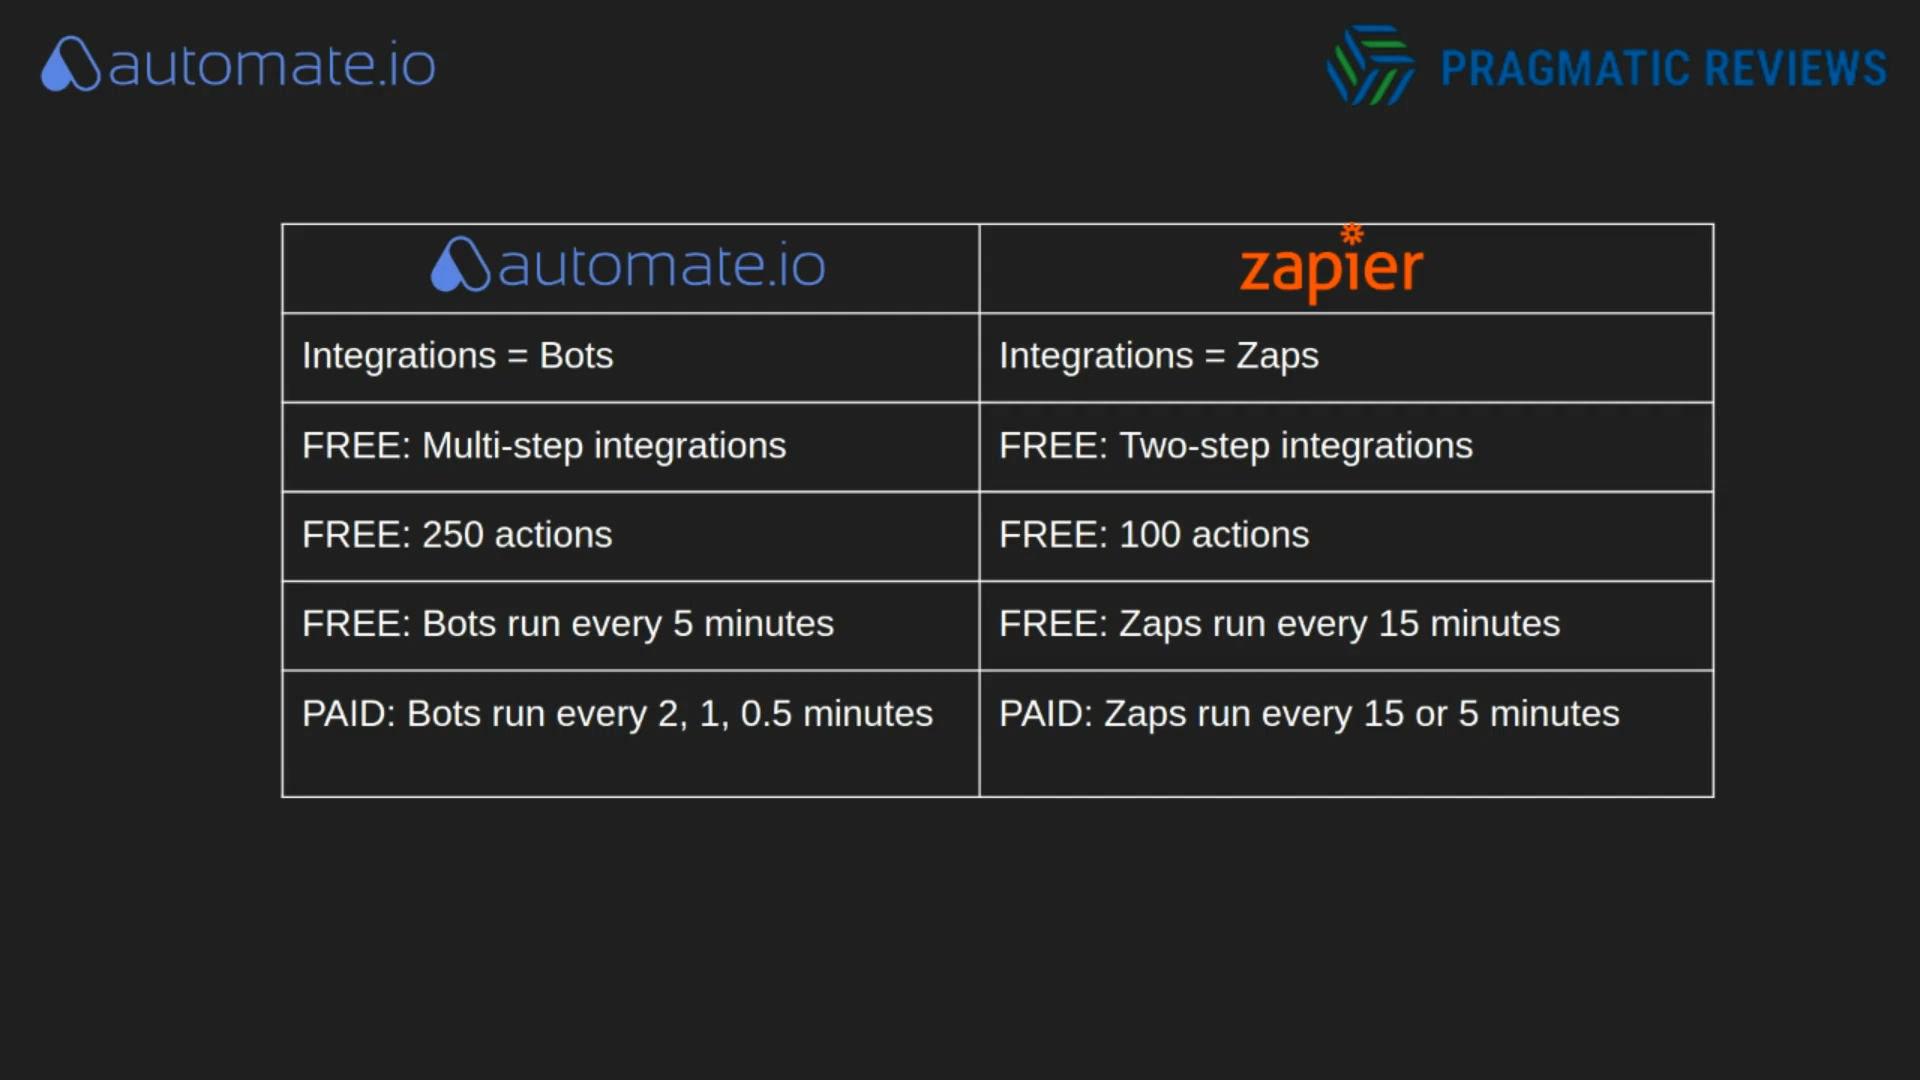 automate.io
PRAGMATIC REVIEWS
automate.io
zapier
Integrations = Bots
Integrations = Zaps
FREE: Multi-step integrations
FREE: Two-step integrations
FREE: 250 actions
FREE: 100 actions
FREE: Bots run every 5 minutes
FREE: Zaps run every 15 minutes
PAID: Bots run every 2, 1, 0.5 minutes
PAID: Zaps run every 15 or 5 minutes